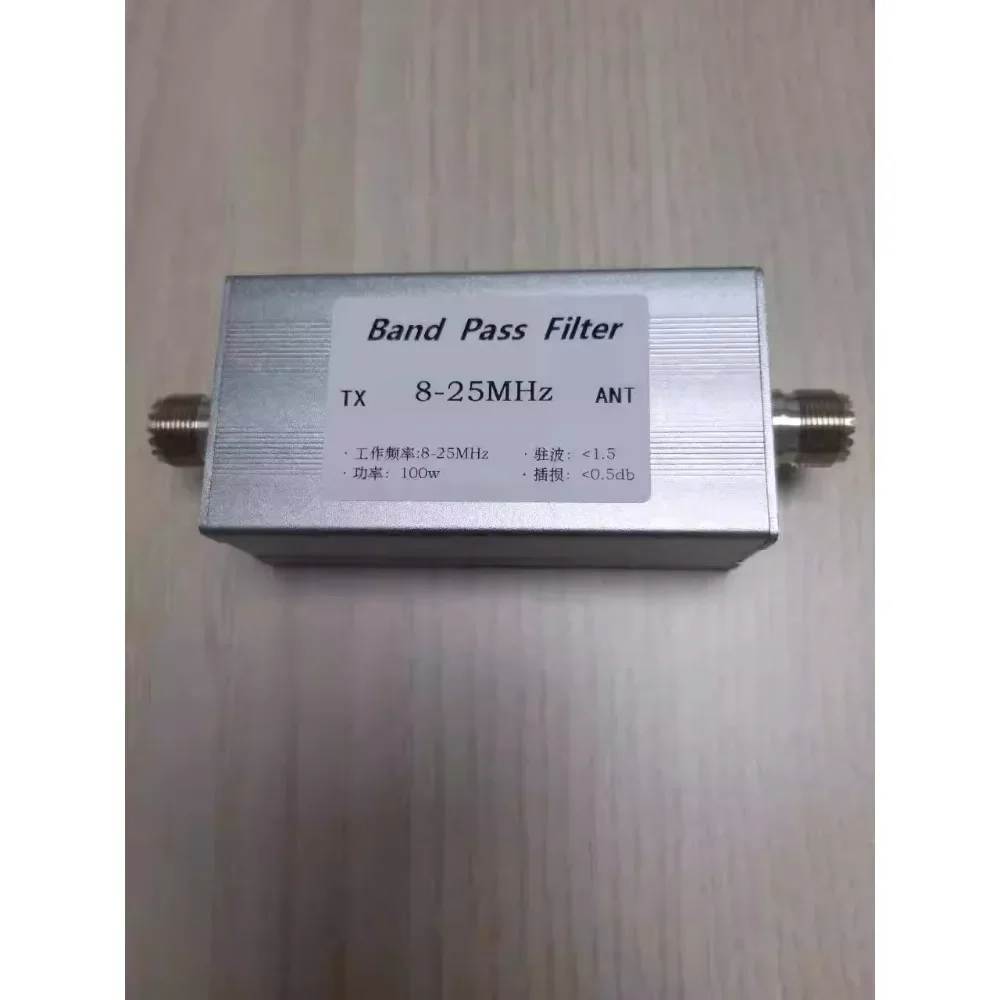 Band Pass Filter
TX 8-25MHz ANT
· 工作频率:8-25MHz · 驻波: <1.5
· 功率: 100w · 插损: <0.5db